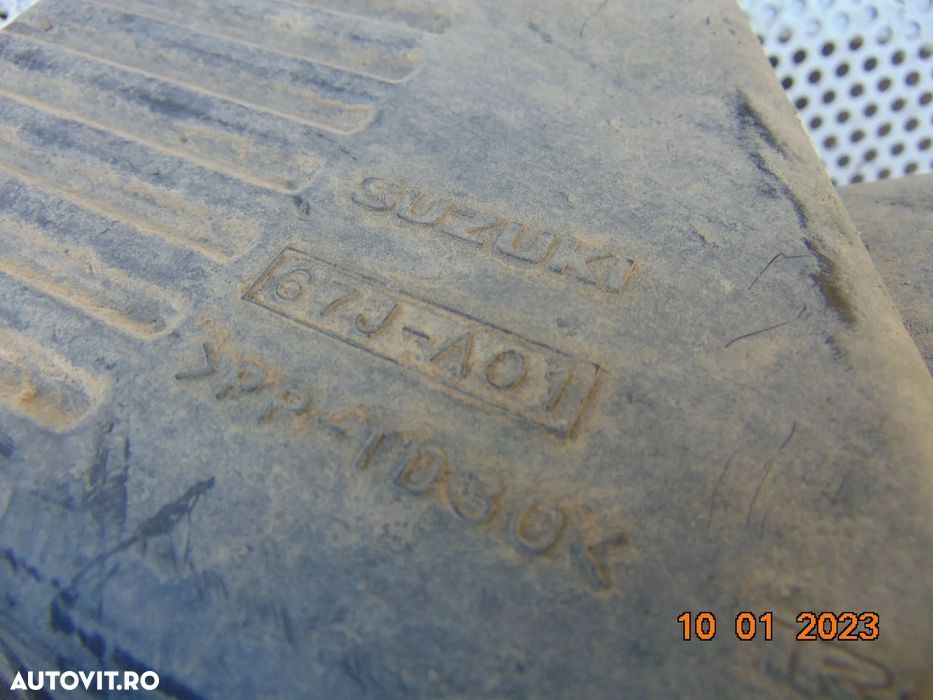 SUZUKI
67J-A01
>PP-TD30<
10 01 2023
AUTOVIT.RO